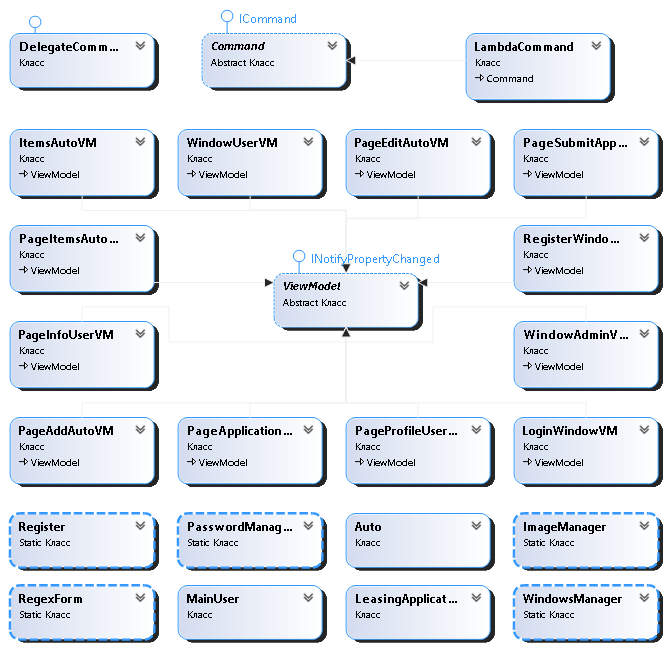 ICommand
DelegateComm...
Класс
Command
Abstract Класс
LambdaCommand
Класс
Command
ItemsAutoVM
Класс
ViewModel
WindowUserVM
Класс
ViewModel
PageEditAutoVM
Класс
ViewModel
PageSubmitApp...
Класс
ViewModel
PageItemsAuto...
Класс
ViewModel
INotifyPropertyChanged
ViewModel
Abstract Класс
RegisterWindo...
Класс
ViewModel
PageInfoUserVM
Класс
ViewModel
WindowAdminV...
Класс
ViewModel
PageAddAutoVM
Класс
ViewModel
PageApplication...
Класс
ViewModel
PageProfileUser...
Класс
ViewModel
LoginWindowVM
Класс
ViewModel
Register
Static Класс
PasswordManag...
Static Класс
Auto
Класс
ImageManager
Static Класс
RegexForm
Static Класс
MainUser
Класс
LeasingApplicat...
Класс
WindowsManager
Static Класс